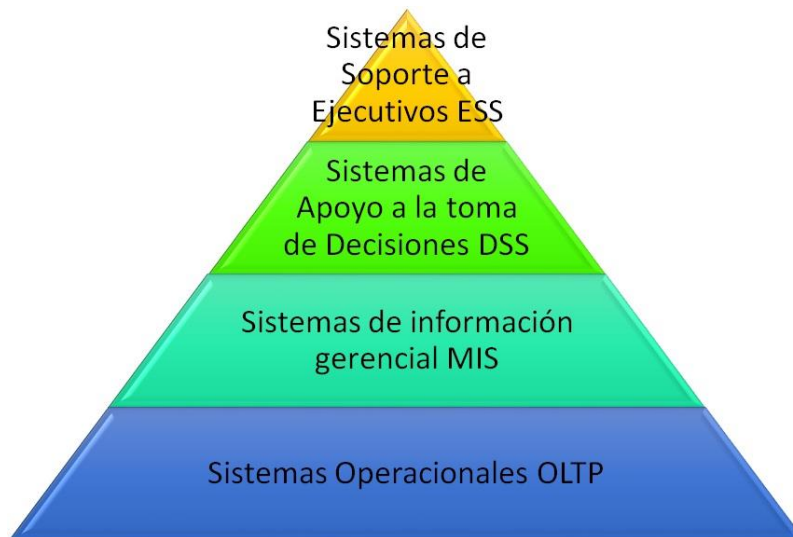 Sistemas de
Soporte a
Ejecutivos ESS
Sistemas de
Apoyo a la toma
de Decisiones DSS
Sistemas de información
gerencial MIS
Sistemas Operacionales OLTP